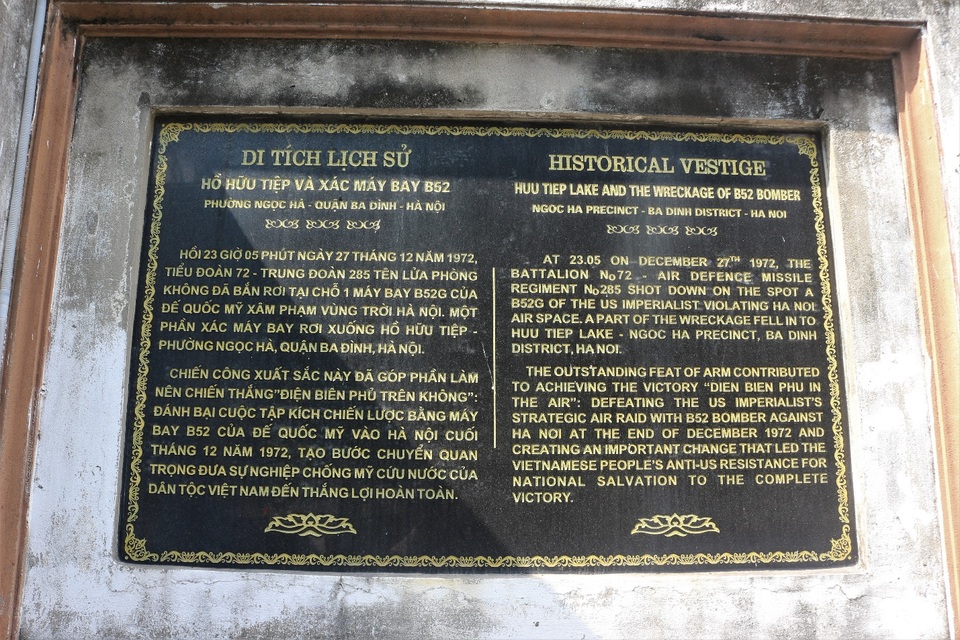 DI TÍCH LỊCH SỬ
HỒ HỮU TIỆP VÀ XÁC MÁY BAY B52
PHƯỜNG NGỌC HÀ - QUẬN BA ĐÌNH - HÀ NỘI
HỒI 23 GIỜ 05 PHÚT NGÀY 27 THÁNG 12 NĂM 1972,
TIỂU ĐOÀN 72 - TRUNG ĐOÀN 285 TÊN LỬA PHÒNG
KHÔNG ĐÃ BẮN RƠI TẠI CHỖ 1 MÁY BAY B52G CỦA
ĐẾ QUỐC MỸ XÂM PHẠM VÙNG TRỜI HÀ NỘI. MỘT
PHẦN XÁC MÁY BAY RƠI XUỐNG HỒ HỮU TIỆP -
PHƯỜNG NGỌC HÀ, QUẬN BA ĐÌNH, HÀ NỘI.
CHIẾN CÔNG XUẤT SẮC NÀY ĐÃ GÓP PHẦN LÀM
NÊN CHIẾN THẮNG"ĐIỆN BIÊN PHỦ TRÊN KHÔNG":
ĐÁNH BẠI CUỘC TẬP KÍCH CHIẾN LƯỢC BẰNG MÁY
BAY B52 CỦA ĐẾ QUỐC MỸ VÀO HÀ NỘI CUỐI
THÁNG 12 NĂM 1972, TẠO BƯỚC CHUYỂN QUAN
TRỌNG ĐƯA SỰ NGHIỆP CHỐNG MỸ CỨU NƯỚC CỦA
DÂN TỘC VIỆT NAM ĐẾN THẮNG LỢI HOÀN TOÀN.
HISTORICAL VESTIGE
HUU TIEP LAKE AND THE WRECKAGE OF B52 BOMBER
NGOC HA PRECINCT - BA DINH DISTRICT - HA NOI
AT 23.05 ON DECEMBER 27TH 1972, THE
BATTALION No72 - AIR DEFENCE MISSILE
REGIMENT No285 SHOT DOWN ON THE SPOT A
B52G OF THE US IMPERIALIST VIOLATING HA NOI
AIR SPACE. A PART OF THE WRECKAGE FELL IN TO
HUU TIEP LAKE - NGOC HA PRECINCT, BA DINH
DISTRICT, HA NOI.
THE OUTSTANDING FEAT OF ARM CONTRIBUTED
TO ACHIEVING THE VICTORY "DIEN BIEN PHU IN
THE AIR": DEFEATING THE US IMPERIALIST'S
STRATEGIC AIR RAID WITH B52 BOMBER AGAINST
HA NOI AT THE END OF DECEMBER 1972 AND
CREATING AN IMPORTANT CHANGE THAT LED THE
VIETNAMESE PEOPLE'S ANTI-US RESISTANCE FOR
NATIONAL SALVATION TO THE COMPLETE
VICTORY.